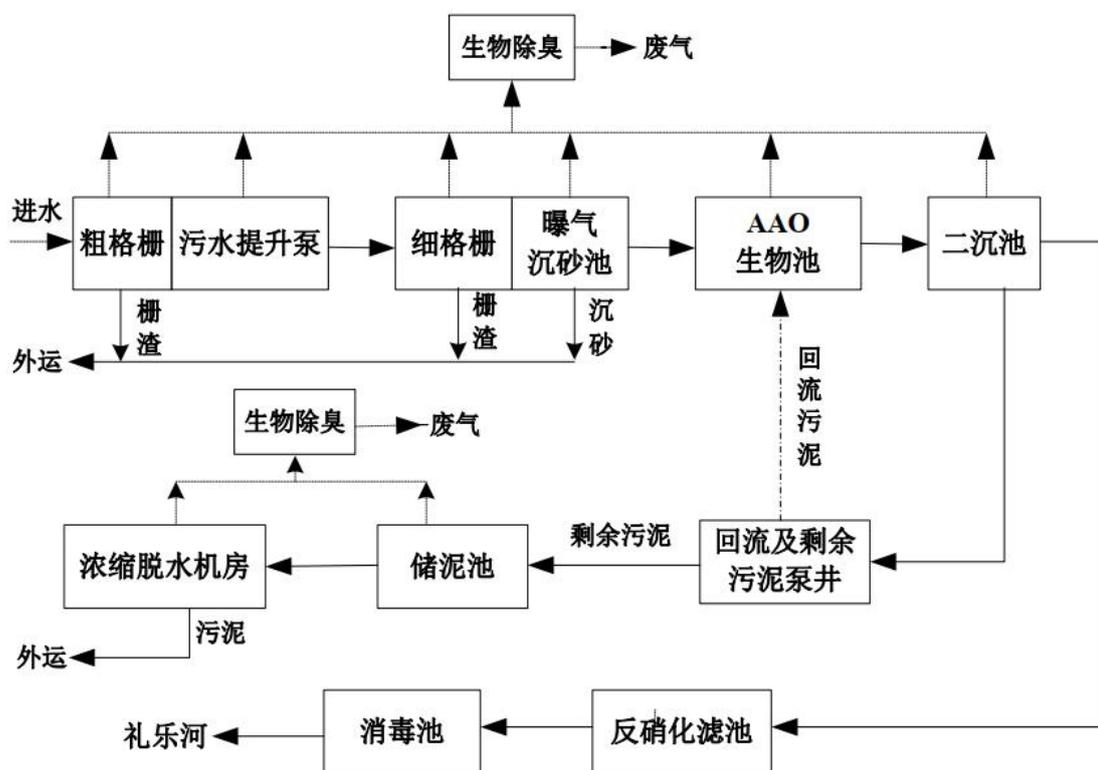 生物除臭
废气
进水
粗格栅
污水提升泵
细格栅
曝气
沉砂池
AAO
生物池
二沉池
栅
渣
栅
渣
沉
砂
外运
回
流
污
泥
生物除臭
废气
浓缩脱水机房
储泥池
剩余污泥
回流及剩余
污泥泵井
污泥
外运
礼乐河
消毒池
反硝化滤池